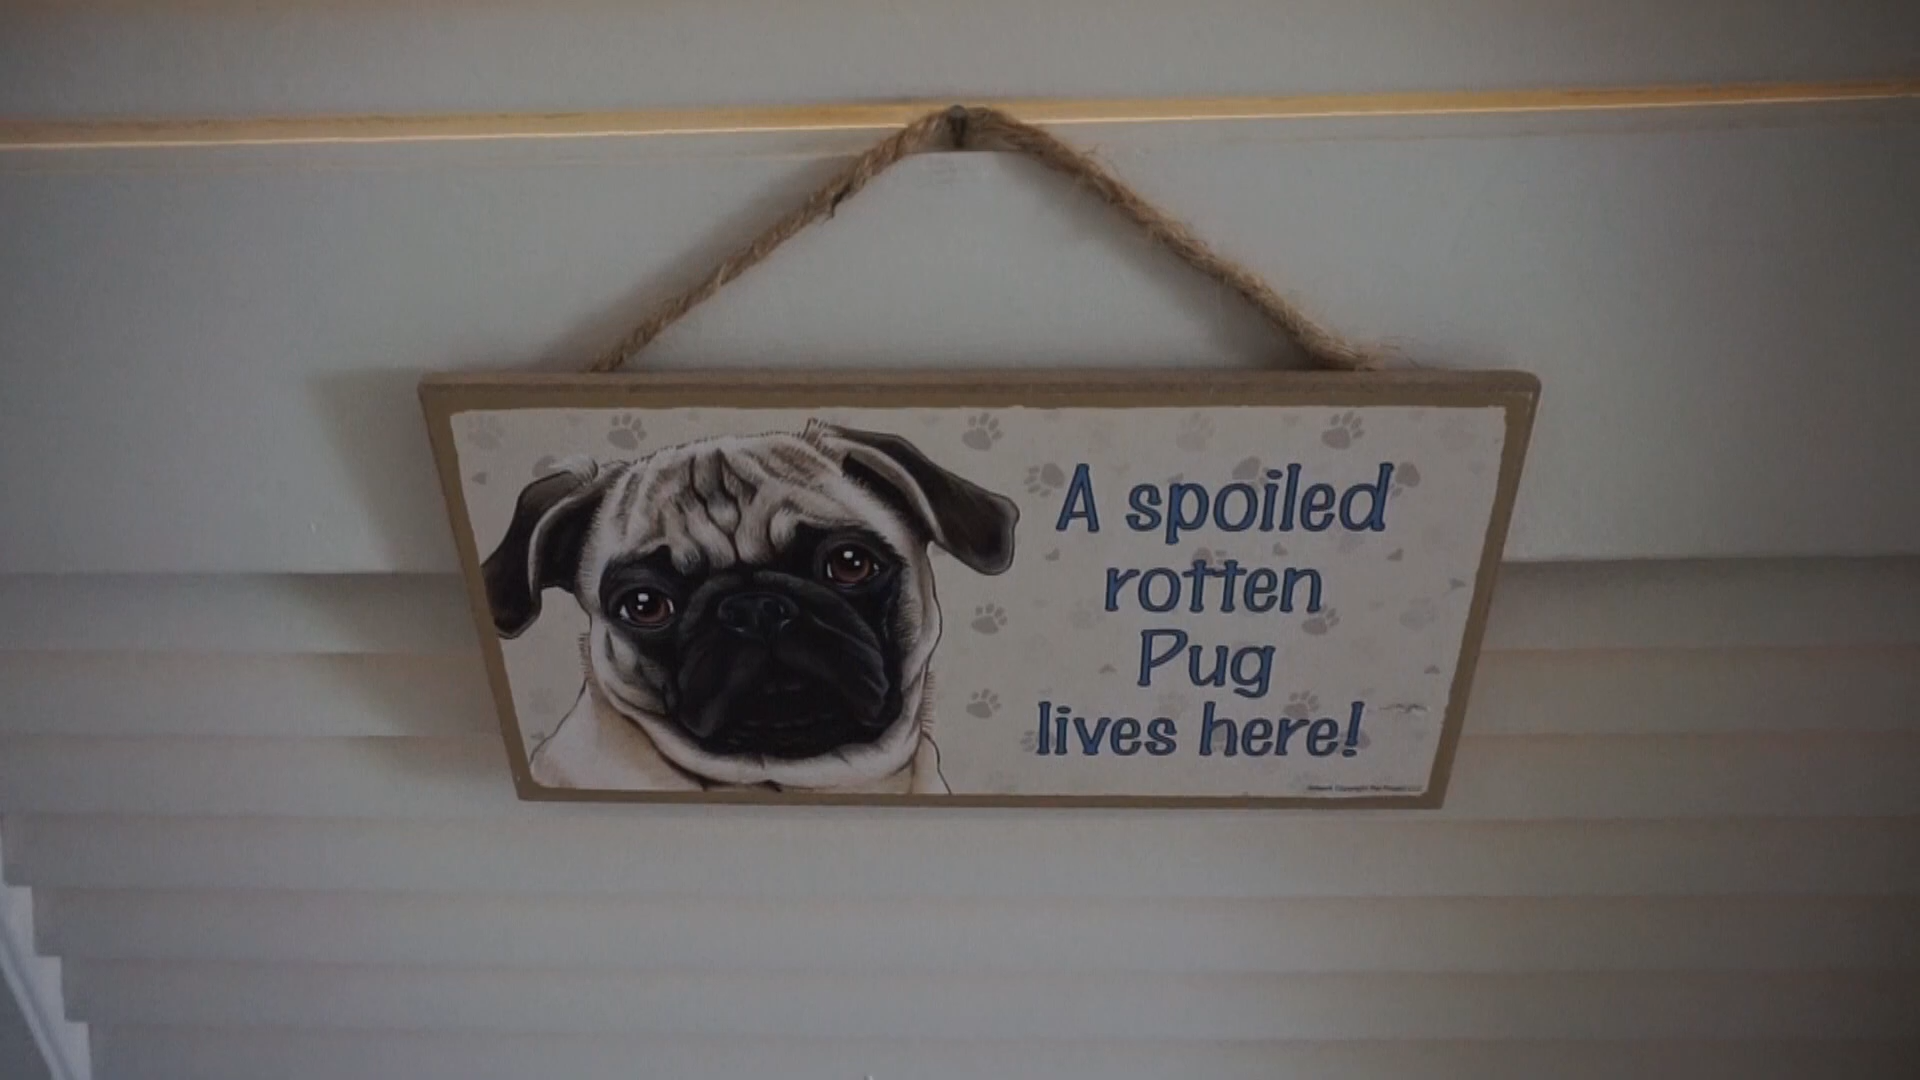 A spoiled
rotten
Pug
lives here!